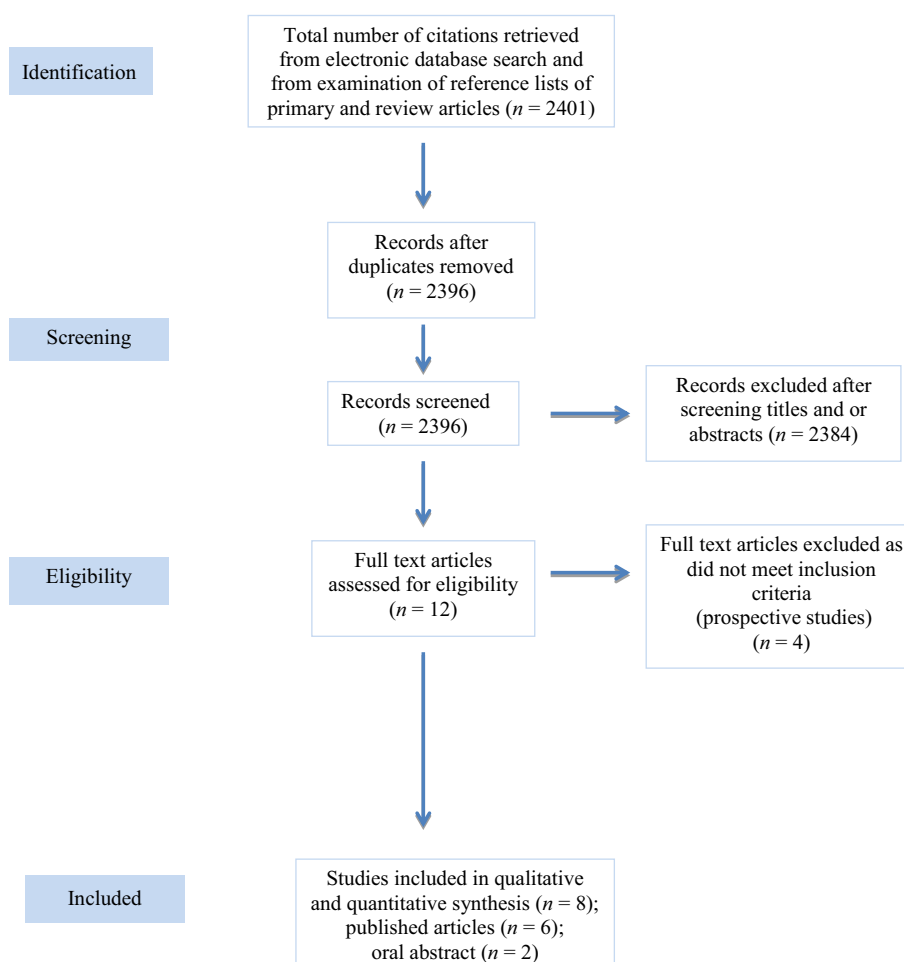 Identification
Total number of citations retrieved
from electronic database search and
from examination of reference lists of
primary and review articles (n = 2401)
Records after
duplicates removed
(n = 2396)
Screening
Records screened
(n = 2396)
Records excluded after
screening titles and or
abstracts (n = 2384)
Eligibility
Full text articles
assessed for eligibility
(n = 12)
Full text articles excluded as
did not meet inclusion
criteria
(prospective studies)
(n = 4)
Included
Studies included in qualitative
and quantitative synthesis (n = 8);
published articles (n = 6);
oral abstract (n = 2)